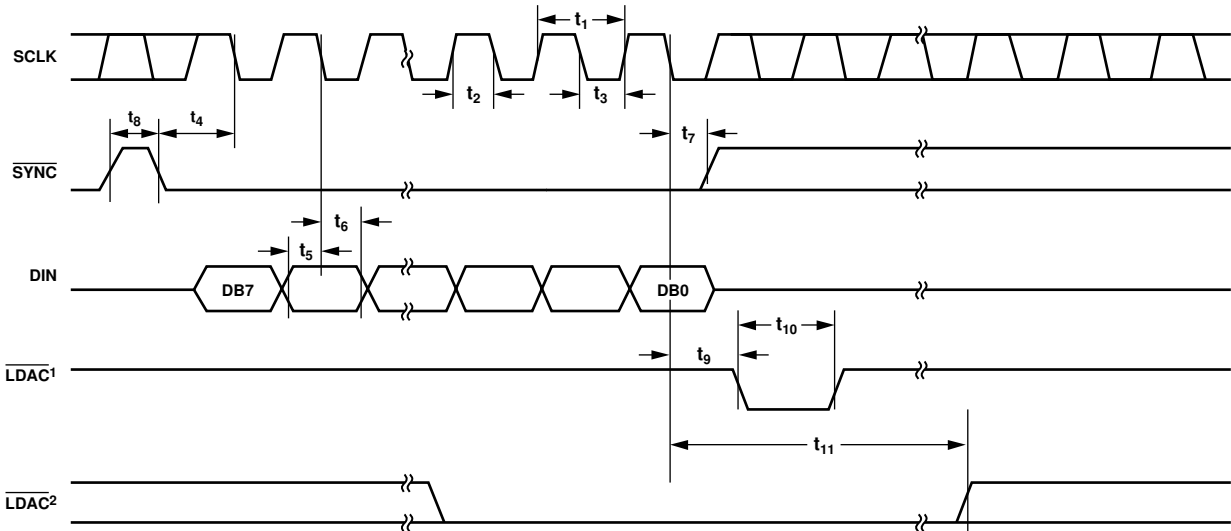 t1
SCLK
t2
t3
t8
t4
t7
SYNC
t6
t5
DIN
DB7
DB0
t10
t9
LDAC1
t11
LDAC2